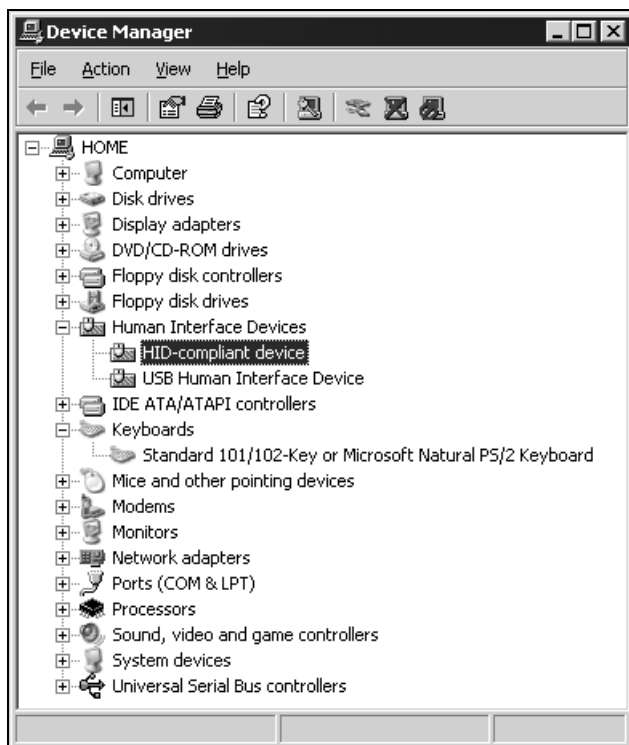 Device Manager
File Action View Help
HOME
Computer
Disk drives
Display adapters
DVD/CD-ROM drives
Floppy disk controllers
Floppy disk drives
Human Interface Devices
HID-compliant device
USB Human Interface Device
IDE ATA/ATAPI controllers
Keyboards
Standard 101/102-Key or Microsoft Natural PS/2 Keyboard
Mice and other pointing devices
Modems
Monitors
Network adapters
Ports (COM & LPT)
Processors
Sound, video and game controllers
System devices
Universal Serial Bus controllers